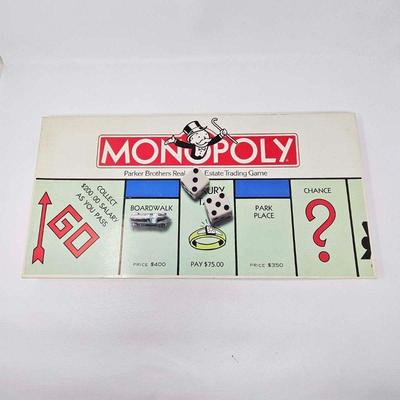 MONOPOLY
Parker Brothers Real Estate Trading Game
COLLECT
$200.00 SALARY
AS YOU PASS
GO
BOARDWALK
PRICE $400
URY
PAY $75.00
PARK
PLACE
PRICE $350
CHANCE
?